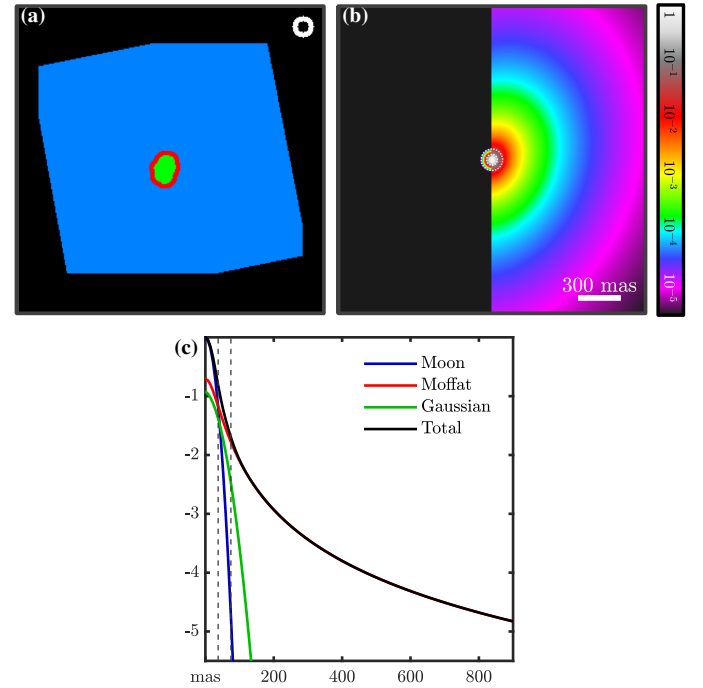 (a)
(b)
300 mas
1
10⁻¹
10⁻²
10⁻³
10⁻⁴
10⁻⁵
(c)
Moon
Moffat
Gaussian
Total
-1
-2
-3
-4
-5
mas 200 400 600 800